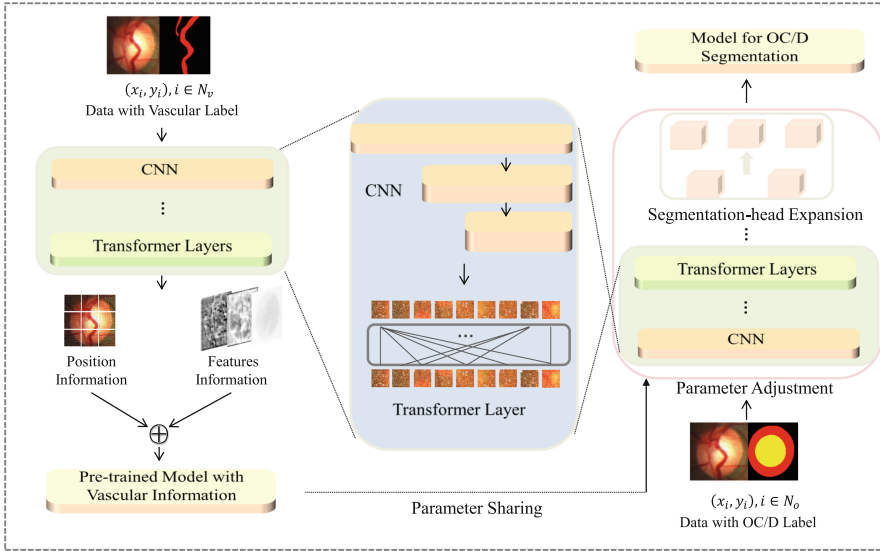 (x_i, y_i), i ∈ N_v
Data with Vascular Label
CNN
...
Transformer Layers
Position
Information
Features
Information
Pre-trained Model with
Vascular Information
CNN
...
Transformer Layer
Parameter Sharing
Model for OC/D
Segmentation
Segmentation-head Expansion
...
Transformer Layers
...
CNN
Parameter Adjustment
(x_i, y_i), i ∈ N_o
Data with OC/D Label